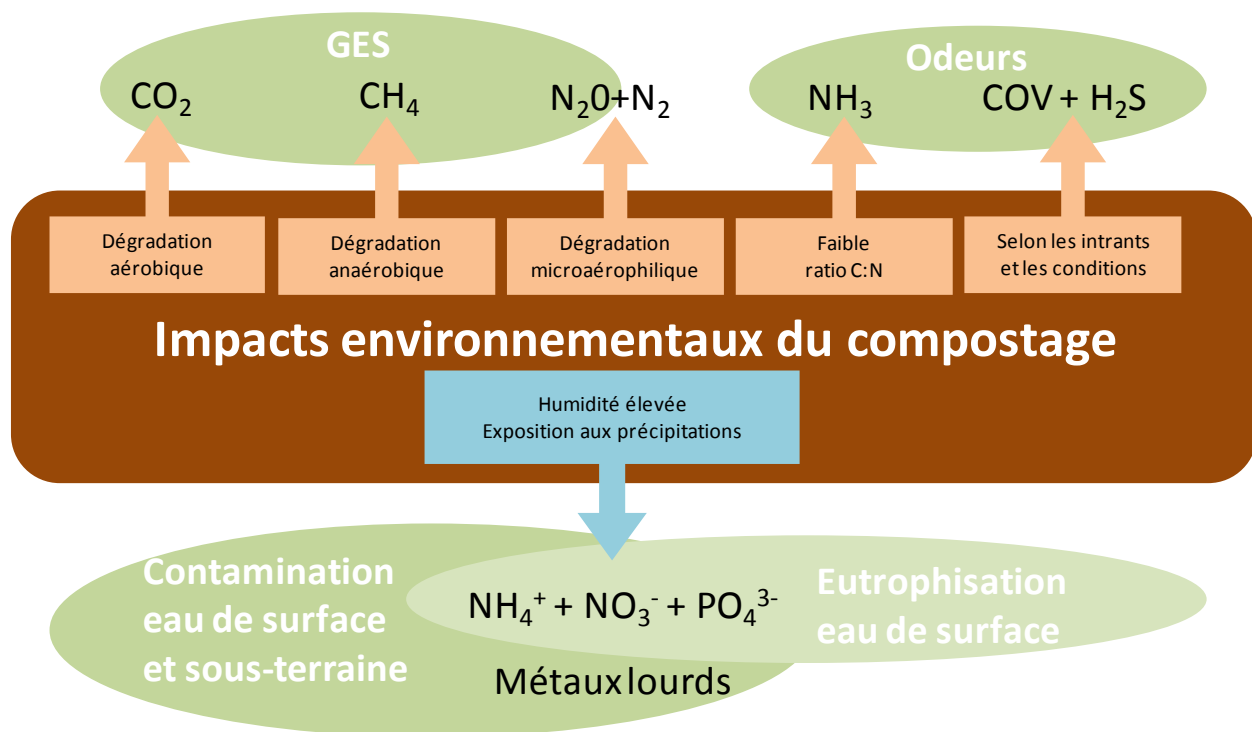 GES
Odeurs
CO₂
CH₄
N₂0+N₂
NH₃
COV + H₂S
Dégradation
aérobique
Dégradation
anaérobique
Dégradation
microaérophilique
Faible
ratio C:N
Selon les intrants
et les conditions
Impacts environnementaux du compostage
Humidité élevée
Exposition aux précipitations
Contamination
eau de surface
et sous-terraine
NH₄⁺ + NO₃⁻ + PO₄³⁻
Métaux lourds
Eutrophisation
eau de surface